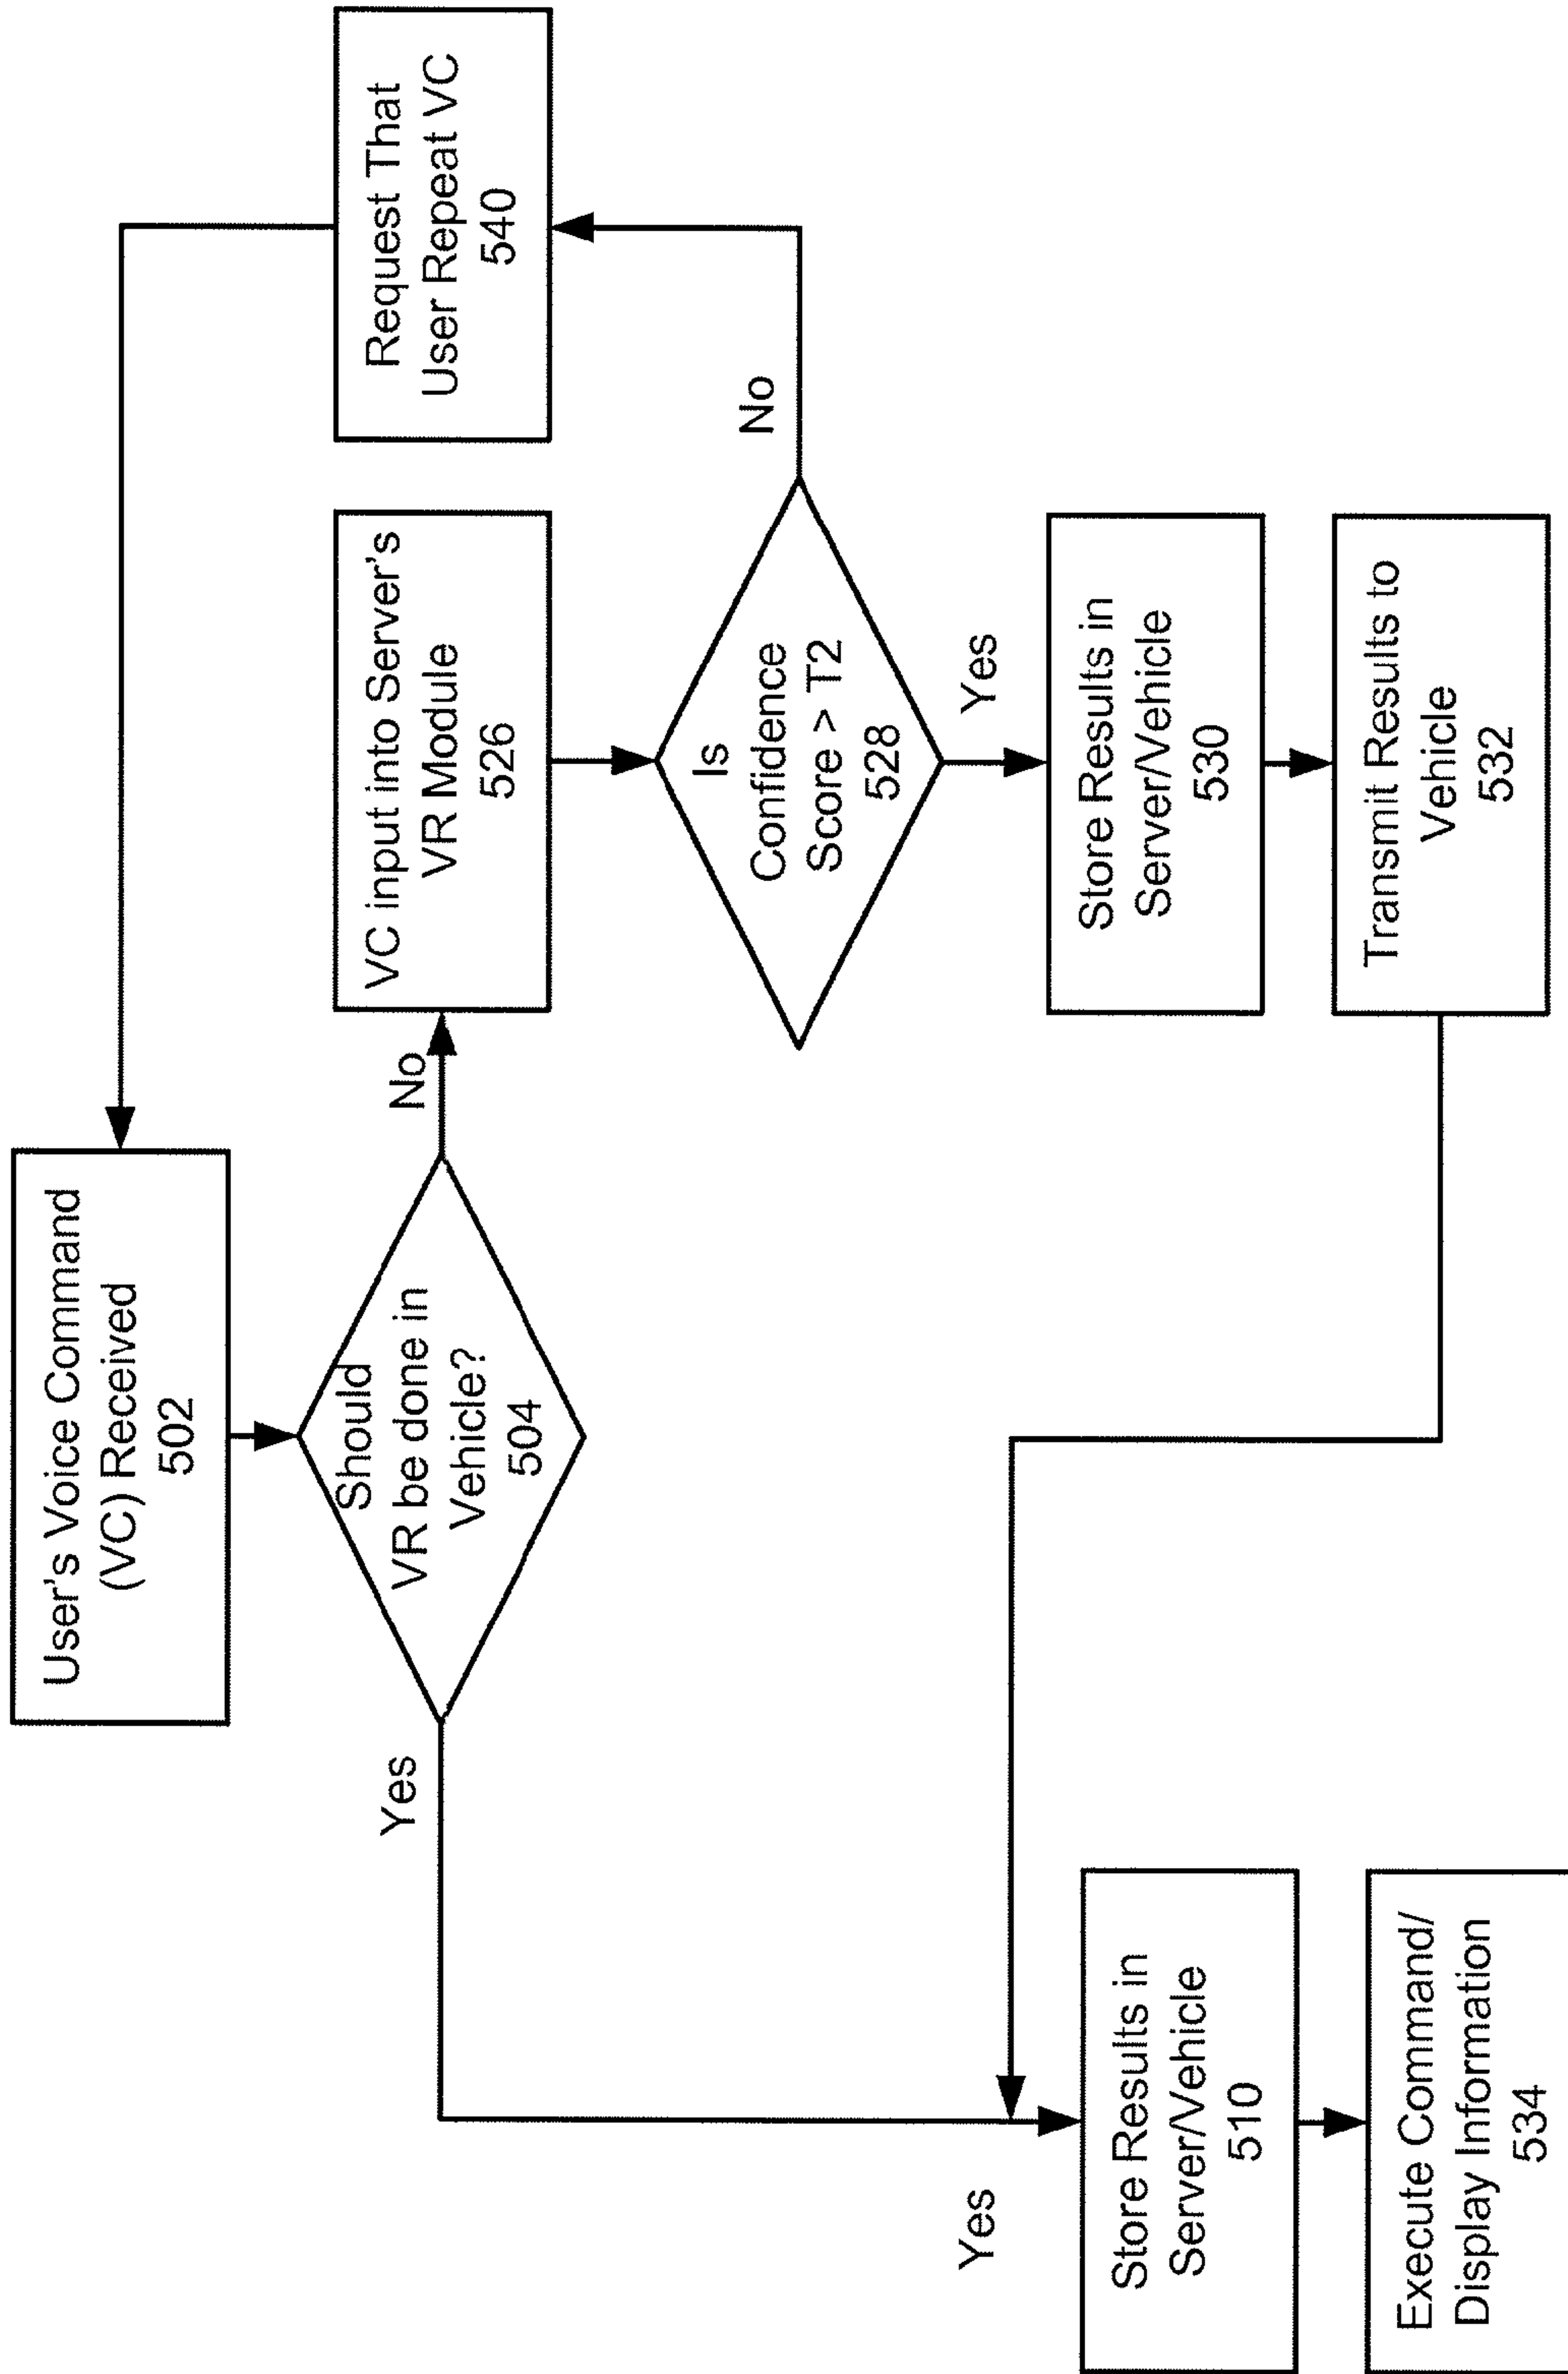 User's Voice Command
(VC) Received
502
Should
VR be done in
Vehicle?
504
Yes
No
VC input into Server's
VR Module
526
Request That
User Repeat VC
540
Is
Confidence
Score > T2
528
No
Yes
Store Results in
Server/Vehicle
530
Transmit Results to
Vehicle
532
Yes
Store Results in
Server/Vehicle
510
Execute Command/
Display Information
534